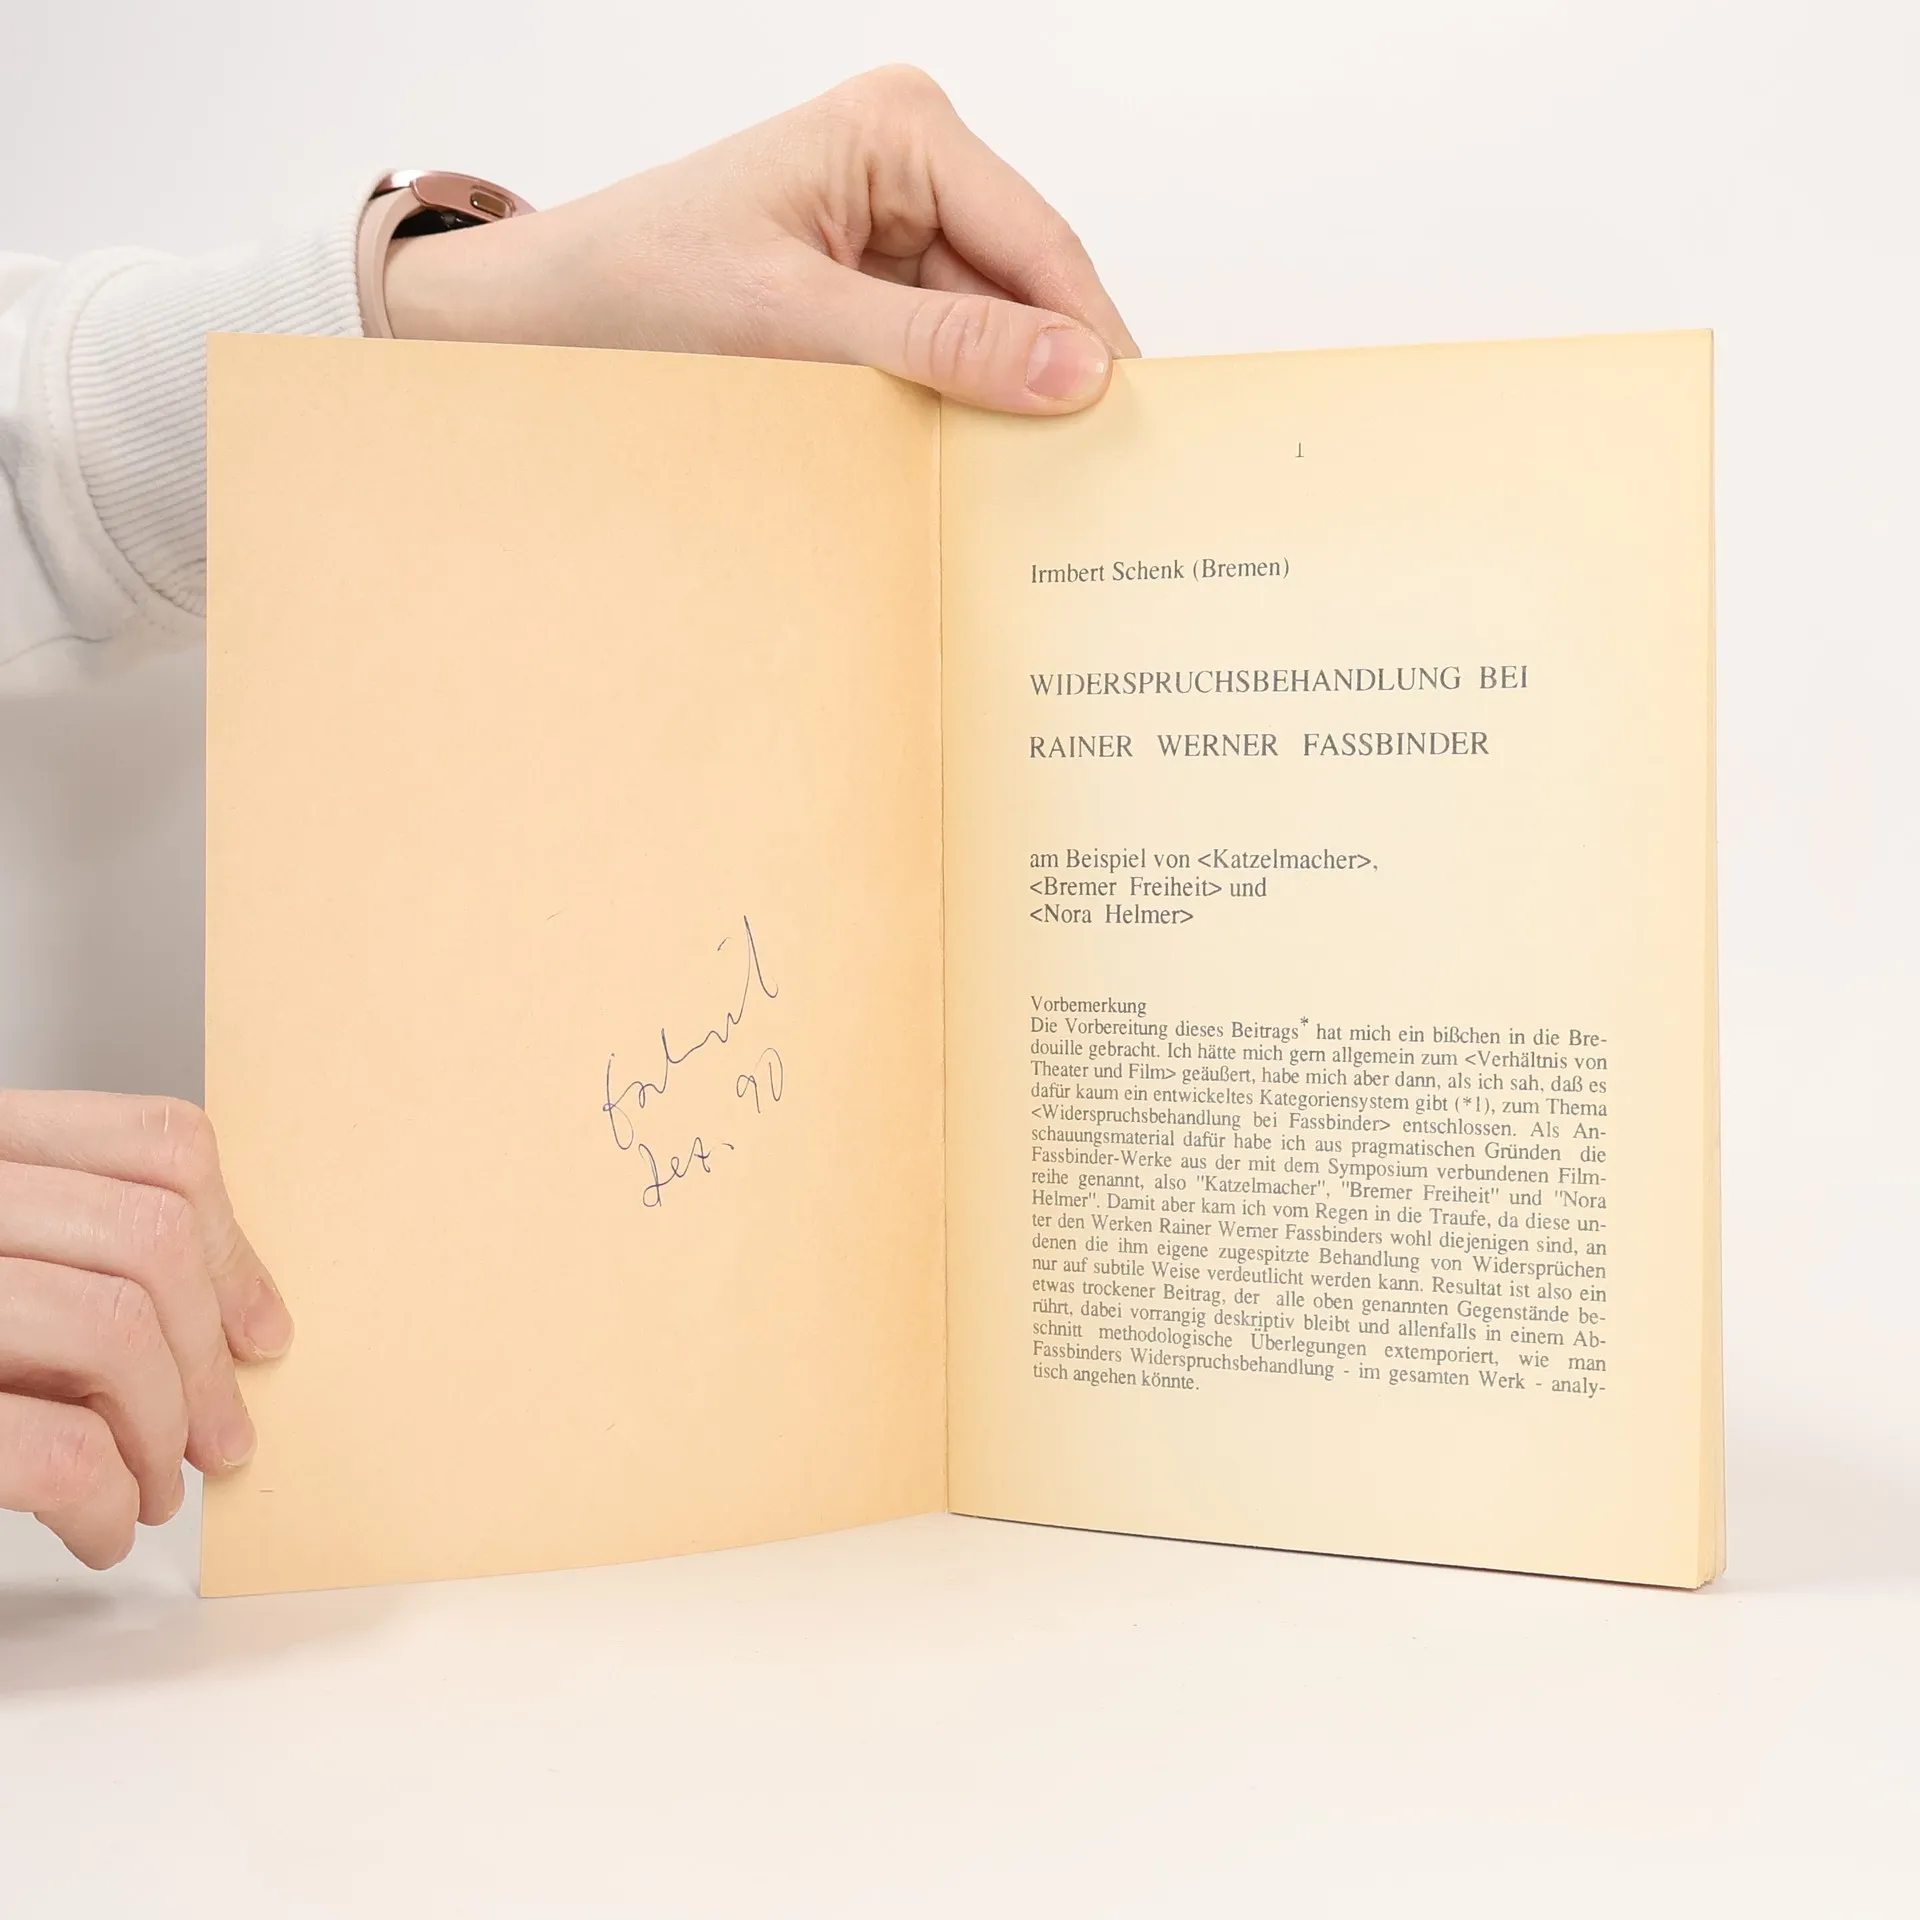 90
1
Irmbert Schenk (Bremen)
WIDERSPRUCHSBEHANDLUNG BEI
RAINER WERNER FASSBINDER
am Beispiel von <Katzelmacher>,
<Bremer Freiheit> und
<Nora Helmer>
Vorbemerkung
Die Vorbereitung dieses Beitrags* hat mich ein bißchen in die Bre-
douille gebracht. Ich hätte mich gern allgemein zum <Verhältnis von
Theater und Film> geäußert, habe mich aber dann, als ich sah, daß es
dafür kaum ein entwickeltes Kategoriensystem gibt (*1), zum Thema
<Widerspruchsbehandlung bei Fassbinder> entschlossen. Als An-
schauungsmaterial dafür habe ich aus pragmatischen Gründen die
Fassbinder-Werke aus der mit dem Symposium verbundenen Film-
reihe genannt, also "Katzelmacher", "Bremer Freiheit" und "Nora
Helmer". Damit aber kam ich vom Regen in die Traufe, da diese un-
ter den Werken Rainer Werner Fassbinders wohl diejenigen sind, an
denen die ihm eigene zugespitzte Behandlung von Widersprüchen
nur auf subtile Weise verdeutlicht werden kann. Resultat ist also ein
etwas trockener Beitrag, der alle oben genannten Gegenstände be-
rührt, dabei vorrangig deskriptiv bleibt und allenfalls in einem Ab-
schnitt methodologische Überlegungen extemporiert, wie man
Fassbinders Widerspruchsbehandlung - im gesamten Werk - analy-
tisch angehen könnte.